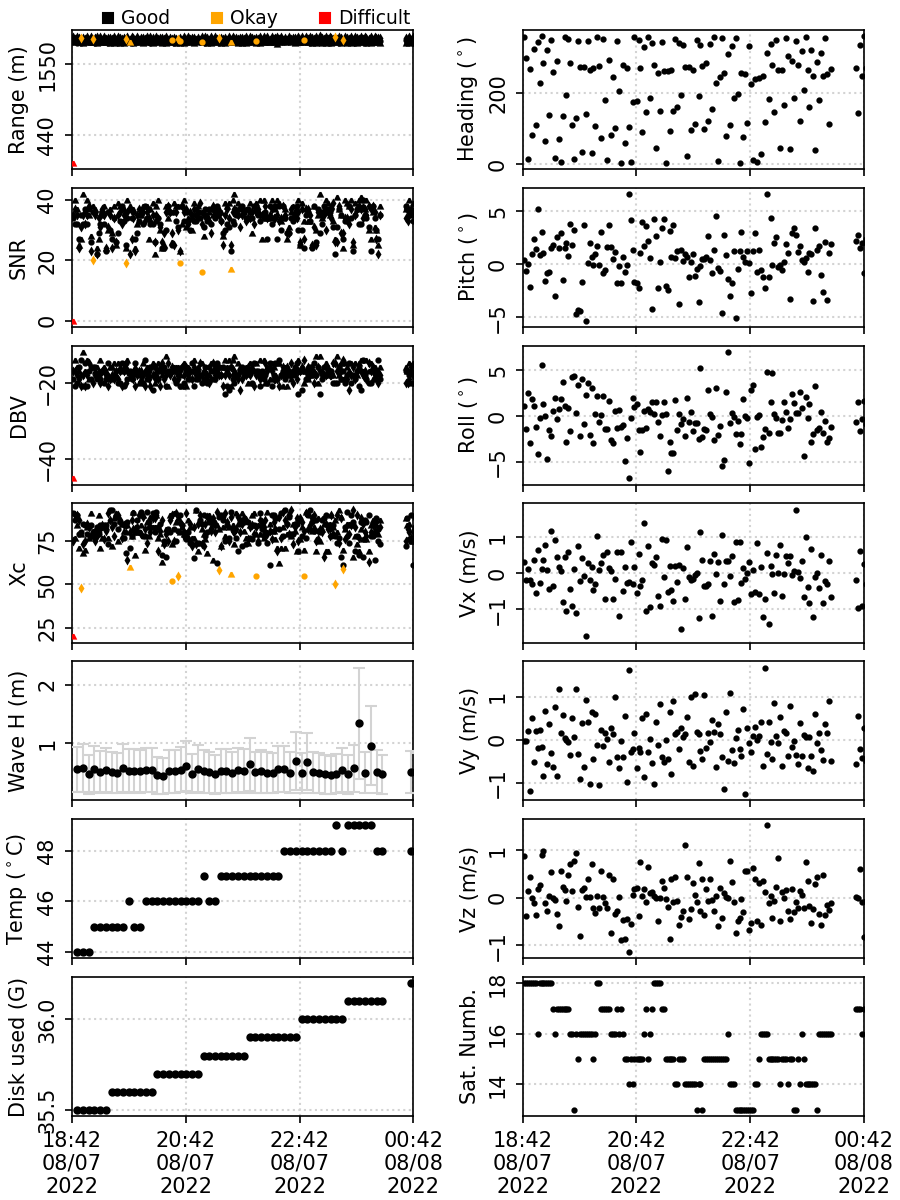 Good Okay Difficult
Range (m)
1550
440
Heading (°)
200
0
SNR
40
20
0
Pitch (°)
5
0
−5
DBV
−20
−40
Roll (°)
5
0
−5
Xc
75
50
25
Vx (m/s)
1
0
−1
Wave H (m)
2
1
Vy (m/s)
1
0
−1
Temp (°C)
48
46
44
Vz (m/s)
1
0
−1
Disk used (G)
36.0
35.5
Sat. Numb.
18
16
14
18:42 20:42 22:42 00:42
08/07 08/07 08/07 08/08
2022 2022 2022 2022
18:42 20:42 22:42 00:42
08/07 08/07 08/07 08/08
2022 2022 2022 2022